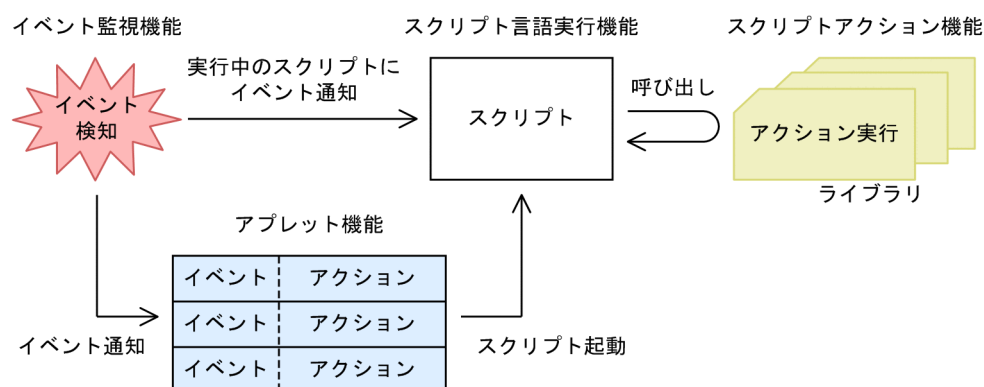 イベント監視機能
スクリプト言語実行機能
スクリプトアクション機能
実行中のスクリプトに
イベント通知
呼び出し
イベント
検知
スクリプト
アクション実行
ライブラリ
アプレット機能
イベント アクション
イベント アクション
イベント アクション
イベント通知
スクリプト起動